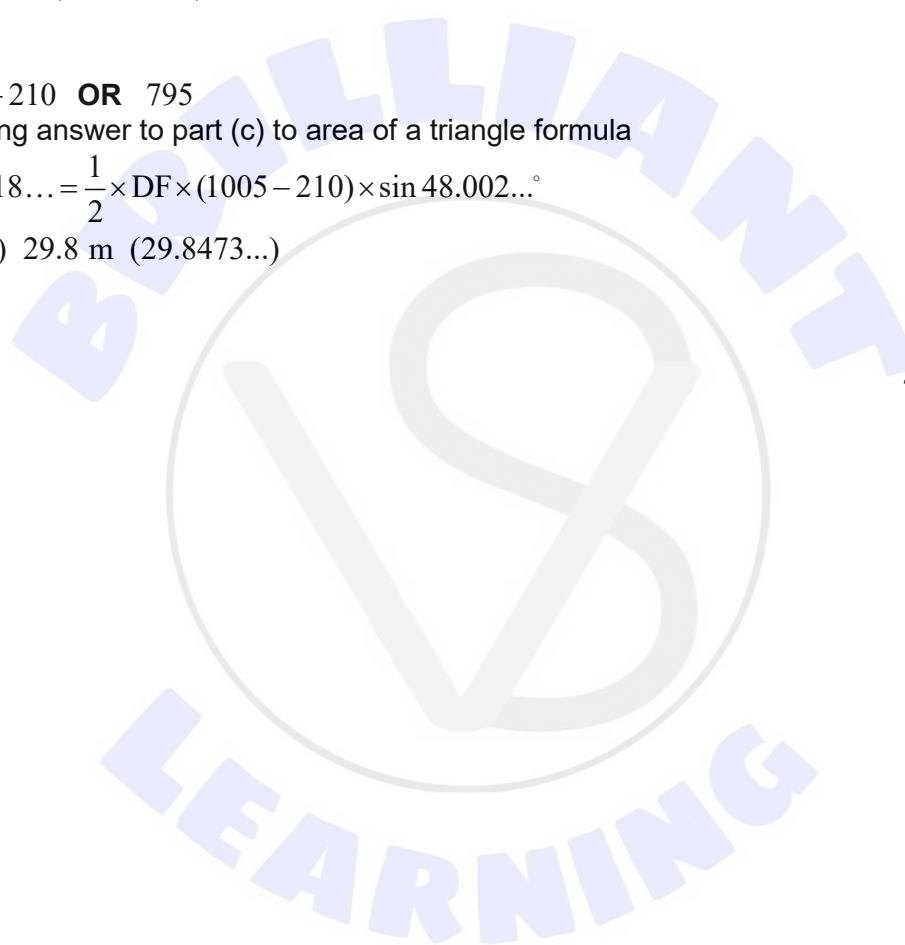 210 OR 795
answer to part (c) to area of a triangle formula
18… = 1/2 × DF × (1005 − 210) × sin 48.002...°
) 29.8 m (29.8473...)
BRILLIANT
VS
LEARNING